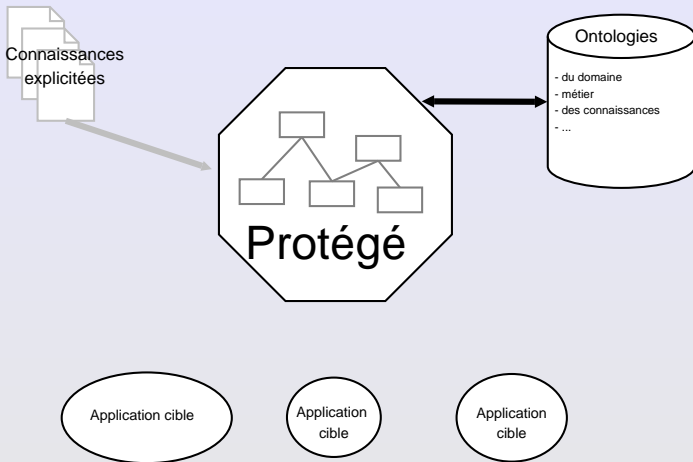 Connaissances
explicitées
Ontologies
- du domaine
- métier
- des connaissances
- ...
Protégé
Application cible
Application
cible
Application
cible